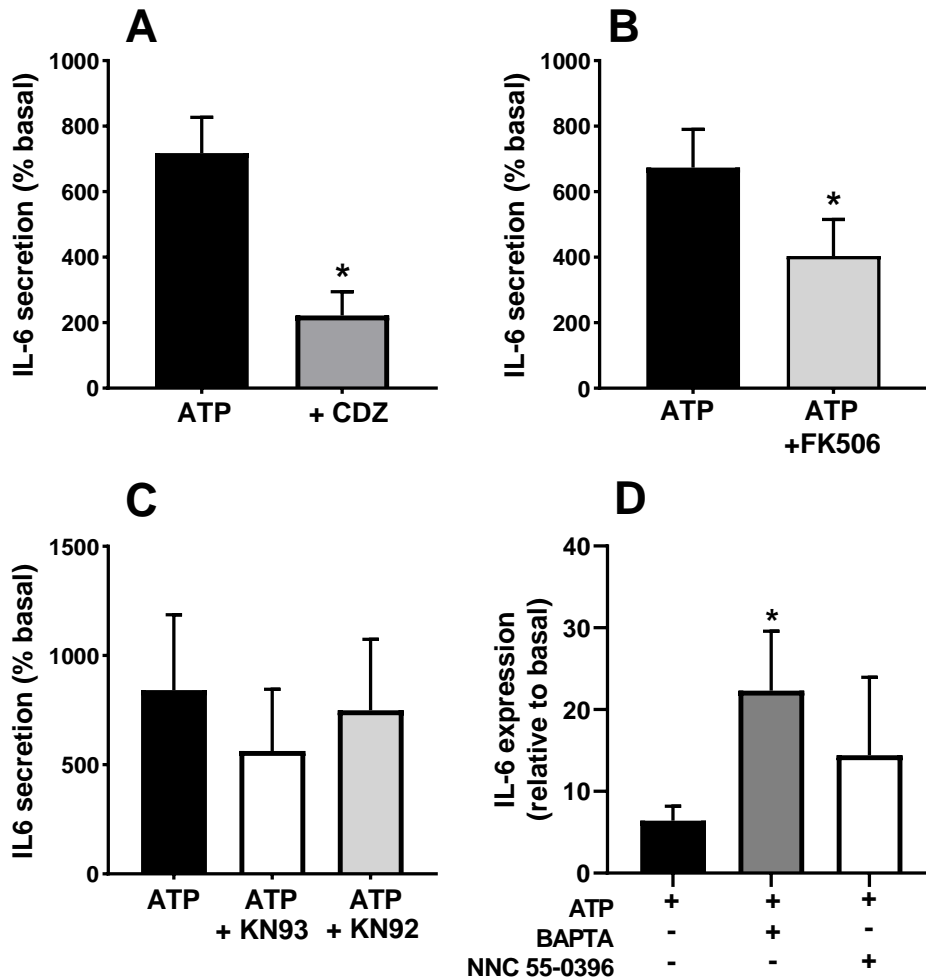 A
IL-6 secretion (% basal)
1000
800
600
400
200
0
*
ATP
+ CDZ
B
IL-6 secretion (% basal)
1000
800
600
400
200
0
*
ATP
ATP
+FK506
C
IL6 secretion (% basal)
1500
1000
500
0
ATP
ATP
+ KN93
ATP
+ KN92
D
IL-6 expression
(relative to basal)
40
30
20
10
0
*
ATP + + +
BAPTA - + -
NNC 55-0396 - - +